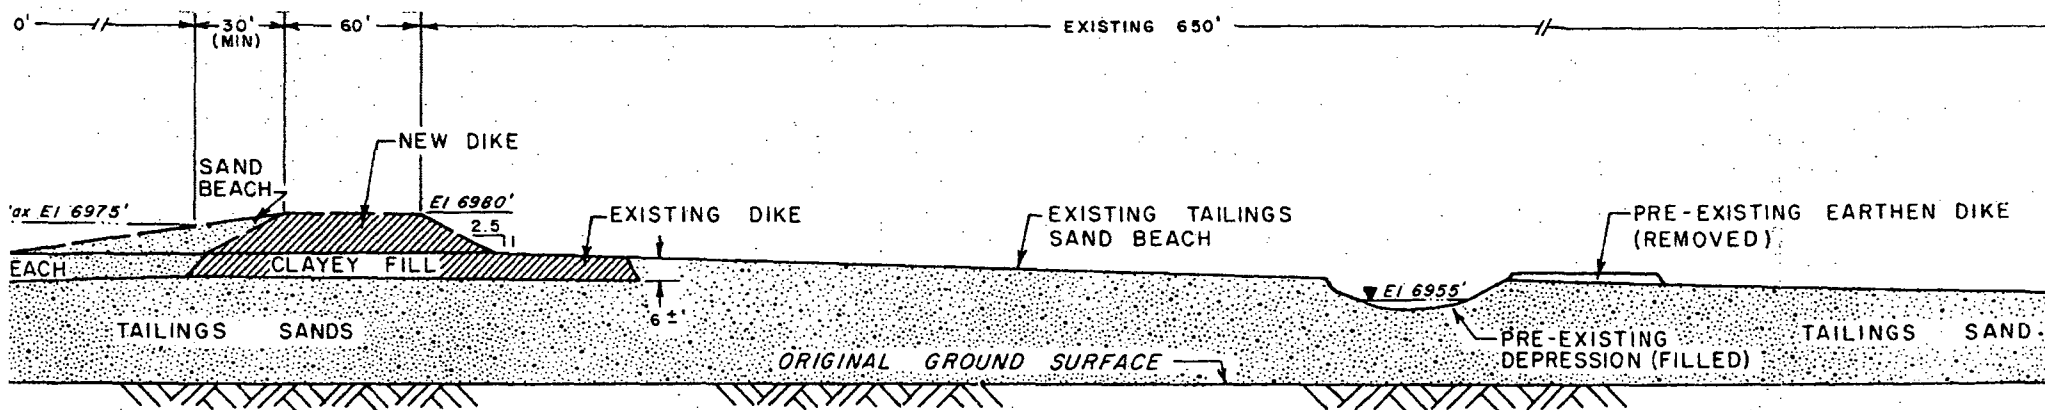 0'
30'
(MIN)
60'
EXISTING 650'
NEW DIKE
SAND
BEACH
'ax El 6975'
El 6980'
2.5
1
EXISTING DIKE
EXISTING TAILINGS
SAND BEACH
PRE-EXISTING EARTHEN DIKE
(REMOVED)
EACH
CLAYEY FILL
6 ±'
El 6955'
TAILINGS SANDS
PRE-EXISTING
DEPRESSION (FILLED)
TAILINGS SAND
ORIGINAL GROUND SURFACE